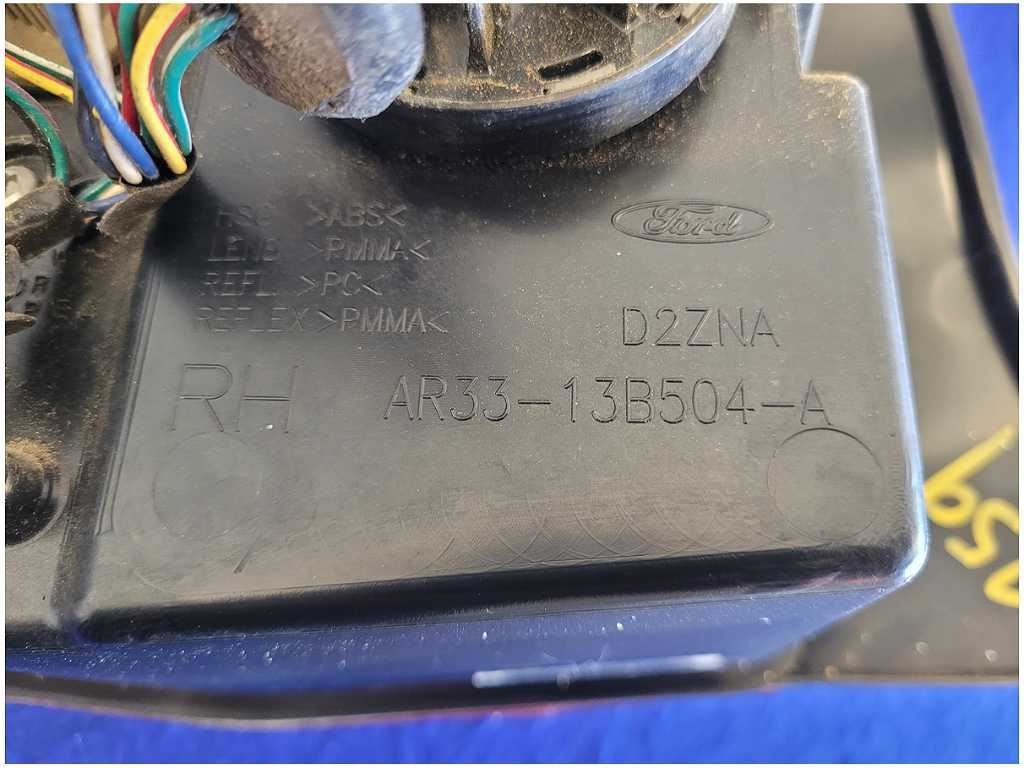 HSG >ABS<
LENS >PMMA<
REFL. >PC<
REFLEX >PMMA<
Ford
D2ZNA
RH
AR33-13B504-A